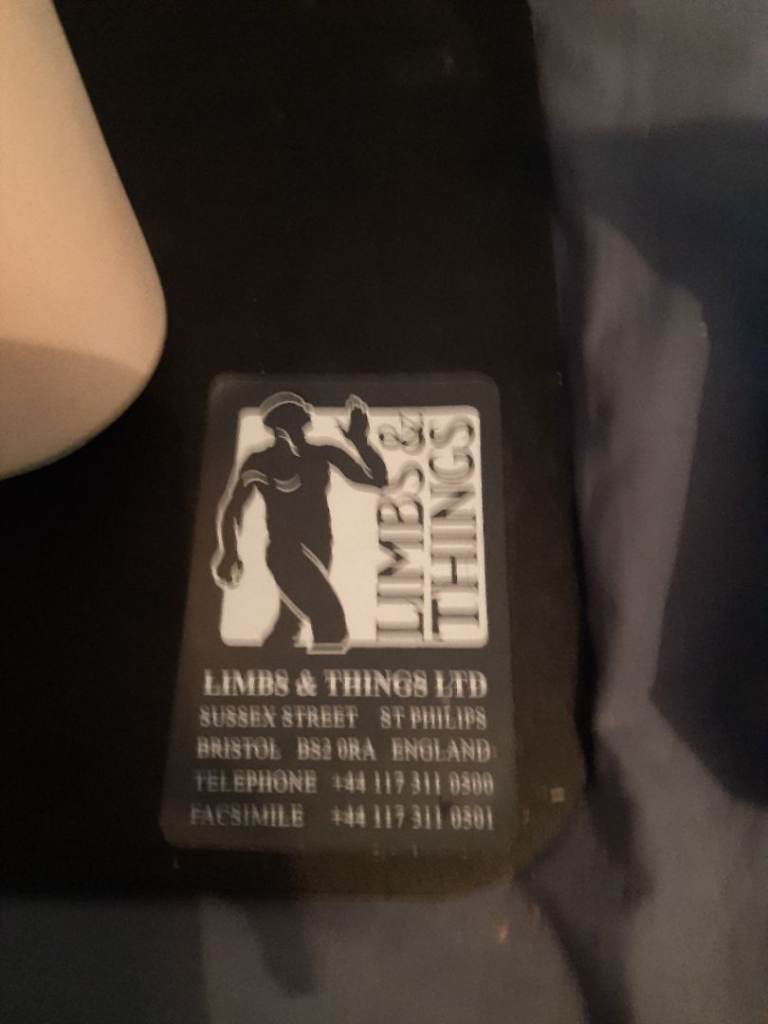 LIMBS &
THINGS
LIMBS & THINGS LTD
SUSSEX STREET ST PHILIPS
BRISTOL BS2 0RA ENGLAND
TELEPHONE +44 117 311 0500
FACSIMILE +44 117 311 0501